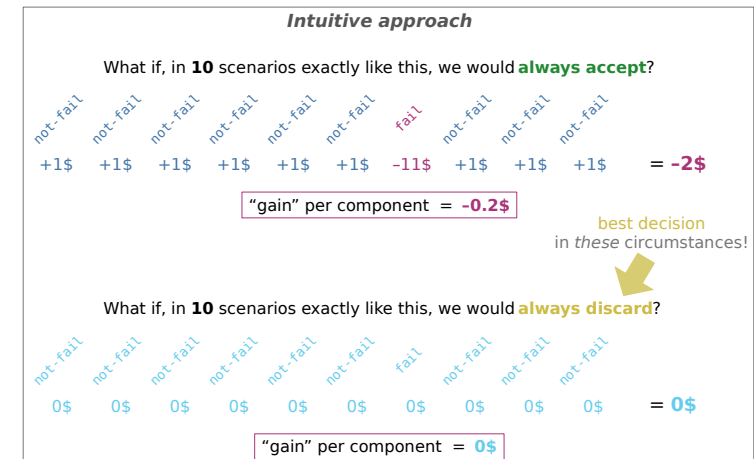 Intuitive approach
What if, in 10 scenarios exactly like this, we would always accept?
not-fail not-fail not-fail not-fail not-fail not-fail fail not-fail not-fail not-fail
+1$ +1$ +1$ +1$ +1$ +1$ –11$ +1$ +1$ +1$ = –2$
“gain” per component = –0.2$
best decision
in these circumstances!
What if, in 10 scenarios exactly like this, we would always discard?
not-fail not-fail not-fail not-fail not-fail not-fail fail not-fail not-fail not-fail
0$ 0$ 0$ 0$ 0$ 0$ 0$ 0$ 0$ 0$ = 0$
“gain” per component = 0$